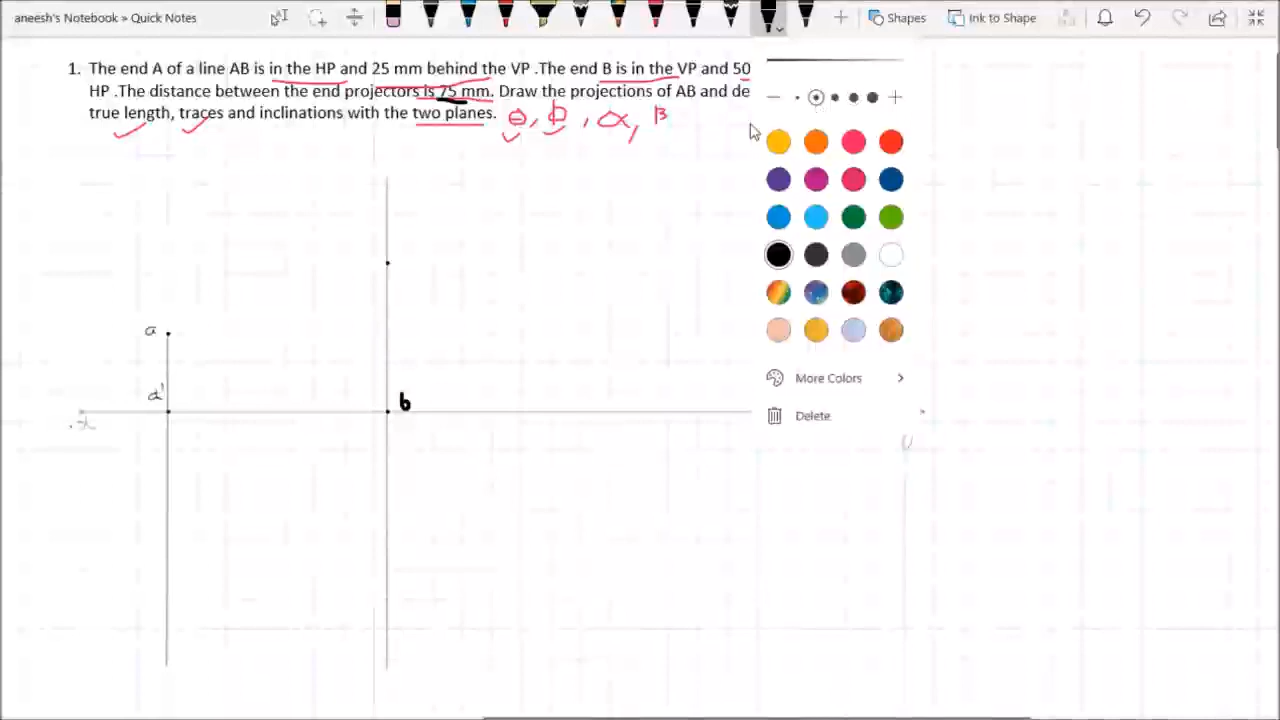 aneesh's Notebook » Quick Notes
Shapes
Ink to Shape
1. The end A of a line AB is in the HP and 25 mm behind the VP .The end B is in the VP and 50
HP .The distance between the end projectors is 75 mm. Draw the projections of AB and de
true length, traces and inclinations with the two planes. θ, Φ, α, β
a
a'
b
x
More Colors
Delete